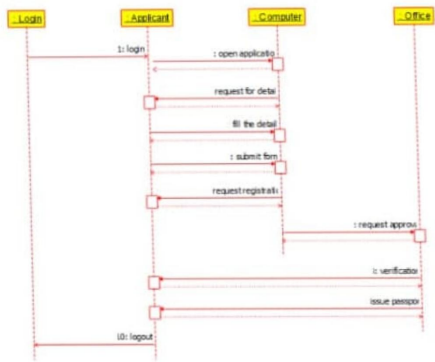 : Login
: Applicant
: Computer
: Office
1: login
: open applicatio
request for detai
fill the detail
: submit form
request registratic
: request approv
: verification
issue passpor
10: logout